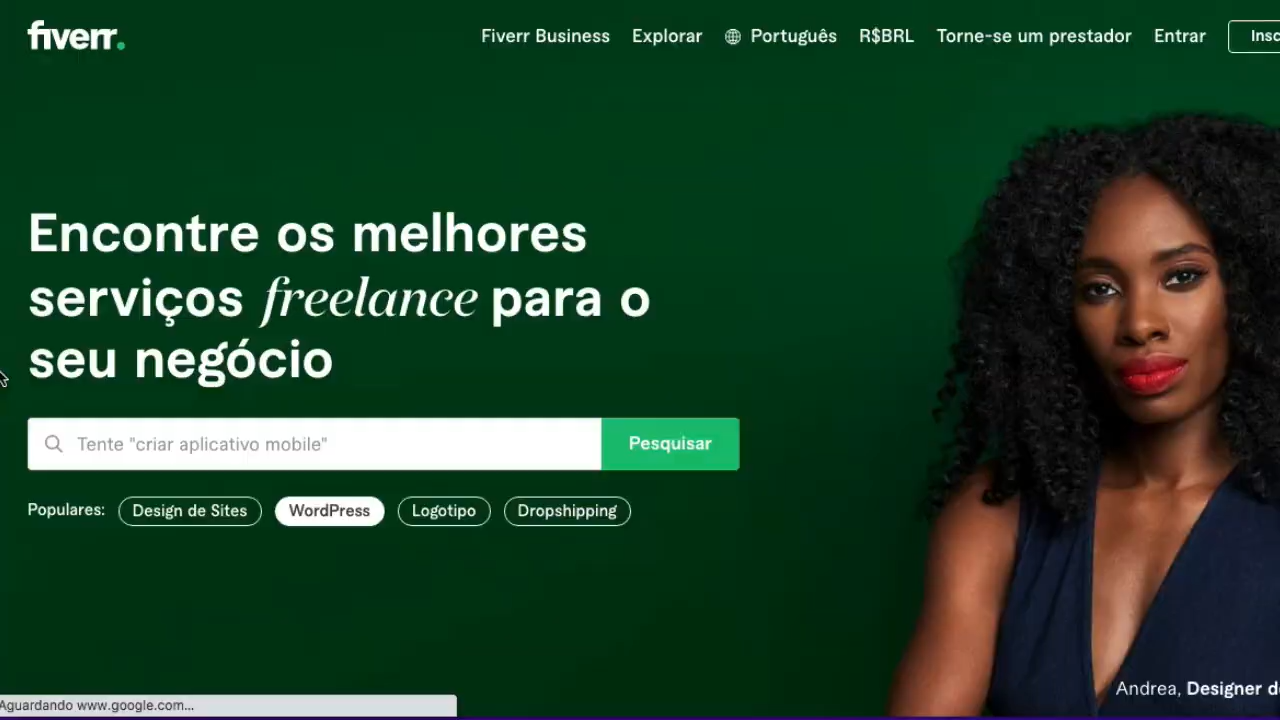 fiverr.
Fiverr Business Explorar Português R$BRL Torne-se um prestador Entrar
Encontre os melhores
serviços freelance para o
seu negócio
Tente "criar aplicativo mobile" Pesquisar
Populares: Design de Sites WordPress Logotipo Dropshipping
Andrea, Designer
Aguardando www.google.com...